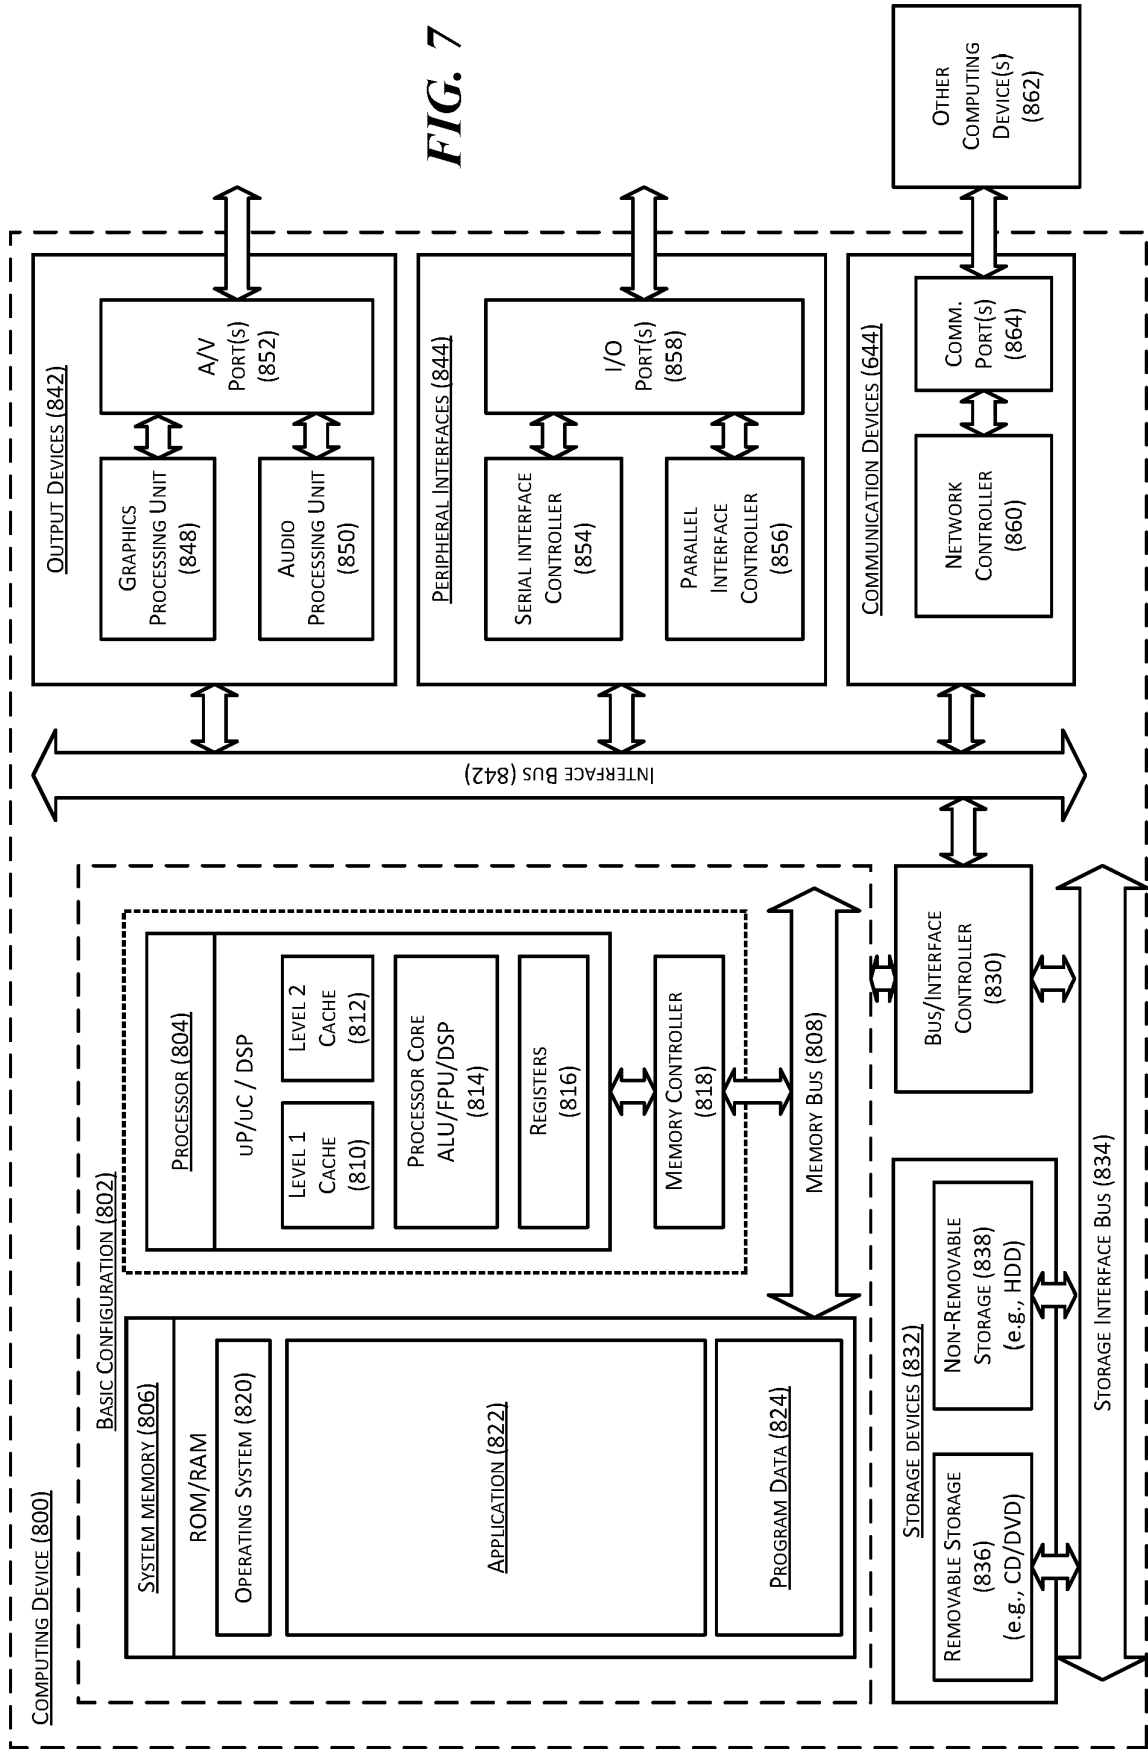 COMPUTING DEVICE (800)
BASIC CONFIGURATION (802)
SYSTEM MEMORY (806)
ROM/RAM
OPERATING SYSTEM (820)
APPLICATION (822)
PROGRAM DATA (824)
PROCESSOR (804)
uP/uC / DSP
LEVEL 1
CACHE
(810)
LEVEL 2
CACHE
(812)
PROCESSOR CORE
ALU/FPU/DSP
(814)
REGISTERS
(816)
MEMORY CONTROLLER
(818)
MEMORY BUS (808)
BUS/INTERFACE
CONTROLLER
(830)
STORAGE DEVICES (832)
REMOVABLE STORAGE
(836)
(e.g., CD/DVD)
NON-REMOVABLE
STORAGE (838)
(e.g., HDD)
STORAGE INTERFACE BUS (834)
INTERFACE BUS (842)
OUTPUT DEVICES (842)
GRAPHICS
PROCESSING UNIT
(848)
AUDIO
PROCESSING UNIT
(850)
A/V
PORT(S)
(852)
PERIPHERAL INTERFACES (844)
SERIAL INTERFACE
CONTROLLER
(854)
PARALLEL
INTERFACE
CONTROLLER
(856)
I/O
PORT(S)
(858)
COMMUNICATION DEVICES (644)
NETWORK
CONTROLLER
(860)
COMM.
PORT(S)
(864)
OTHER
COMPUTING
DEVICE(S)
(862)
FIG. 7